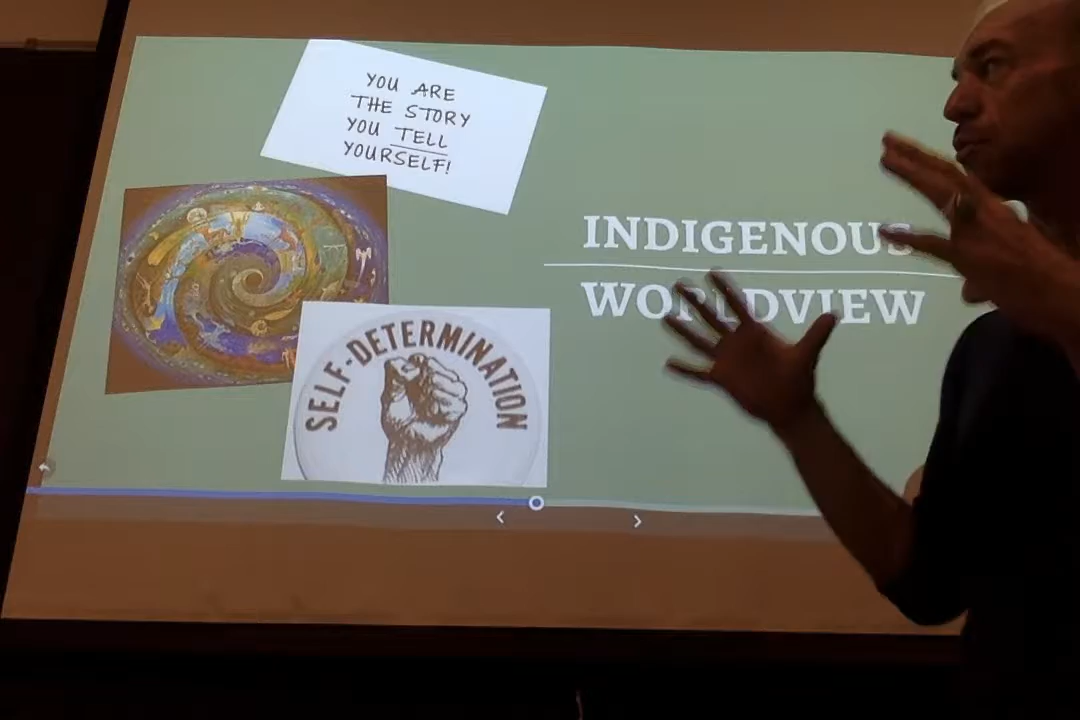 YOU ARE
THE STORY
YOU TELL
YOURSELF!
SELF-DETERMINATION
INDIGENOUS
WORLDVIEW